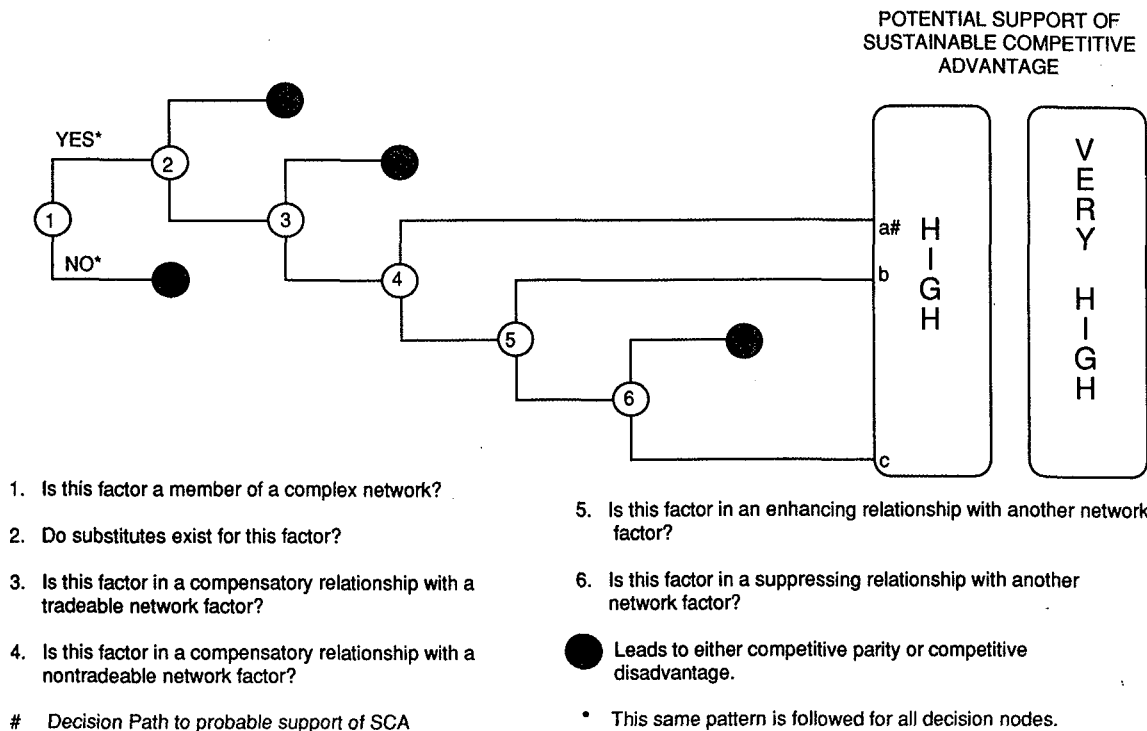 POTENTIAL SUPPORT OF
SUSTAINABLE COMPETITIVE
ADVANTAGE
YES*
NO*
1
2
3
4
5
6
a#
b
c
HIGH
VERY HIGH
1. Is this factor a member of a complex network?
2. Do substitutes exist for this factor?
3. Is this factor in a compensatory relationship with a
tradeable network factor?
4. Is this factor in a compensatory relationship with a
nontradeable network factor?
# Decision Path to probable support of SCA
5. Is this factor in an enhancing relationship with another network
factor?
6. Is this factor in a suppressing relationship with another
network factor?
Leads to either competitive parity or competitive
disadvantage.
* This same pattern is followed for all decision nodes.